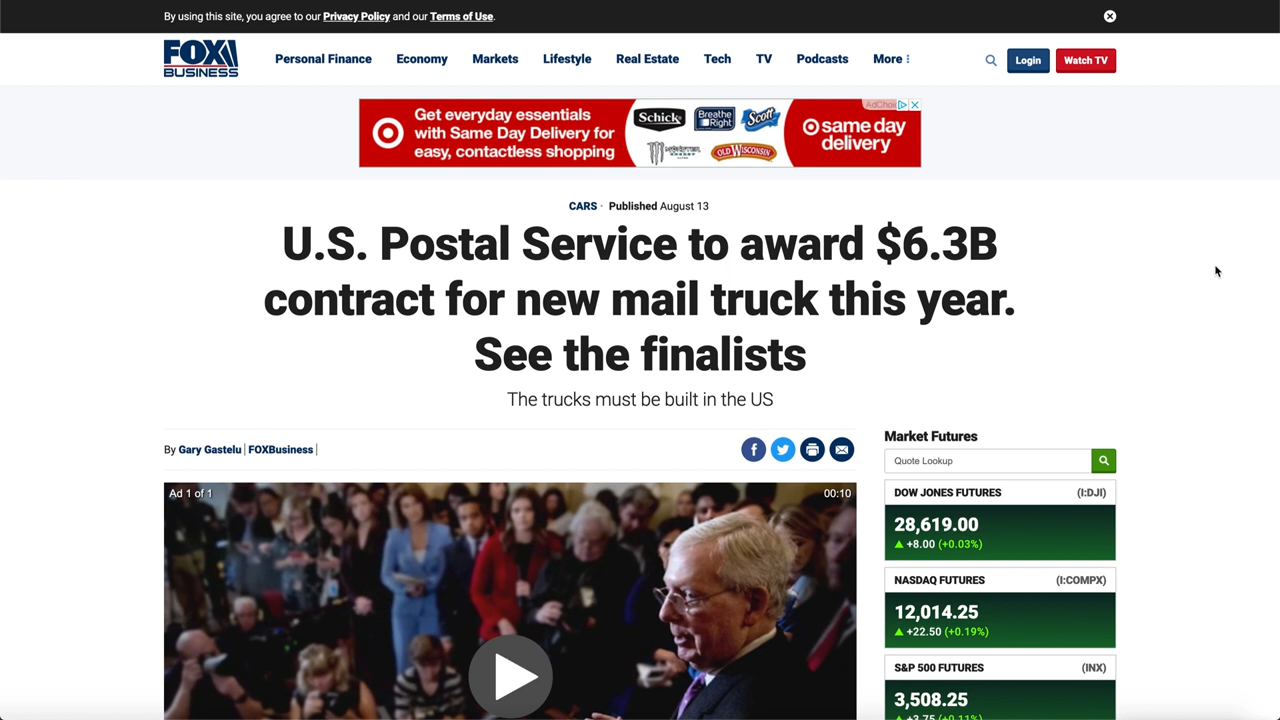 By using this site, you agree to our Privacy Policy and our Terms of Use.
FOX BUSINESS
Personal Finance Economy Markets Lifestyle Real Estate Tech TV Podcasts More
Login
Watch TV
Get everyday essentials
with Same Day Delivery for
easy, contactless shopping
Schick
Breathe
Right
Scott
MONSTER
OLD WISCONSIN
same day
delivery
CARS · Published August 13
U.S. Postal Service to award $6.3B
contract for new mail truck this year.
See the finalists
The trucks must be built in the US
By Gary Gastelu | FOXBusiness |
Ad 1 of 1
00:10
Market Futures
Quote Lookup
DOW JONES FUTURES (I:DJI)
28,619.00
+8.00 (+0.03%)
NASDAQ FUTURES (I:COMPX)
12,014.25
+22.50 (+0.19%)
S&P 500 FUTURES (INX)
3,508.25
+3.75 (+0.11%)